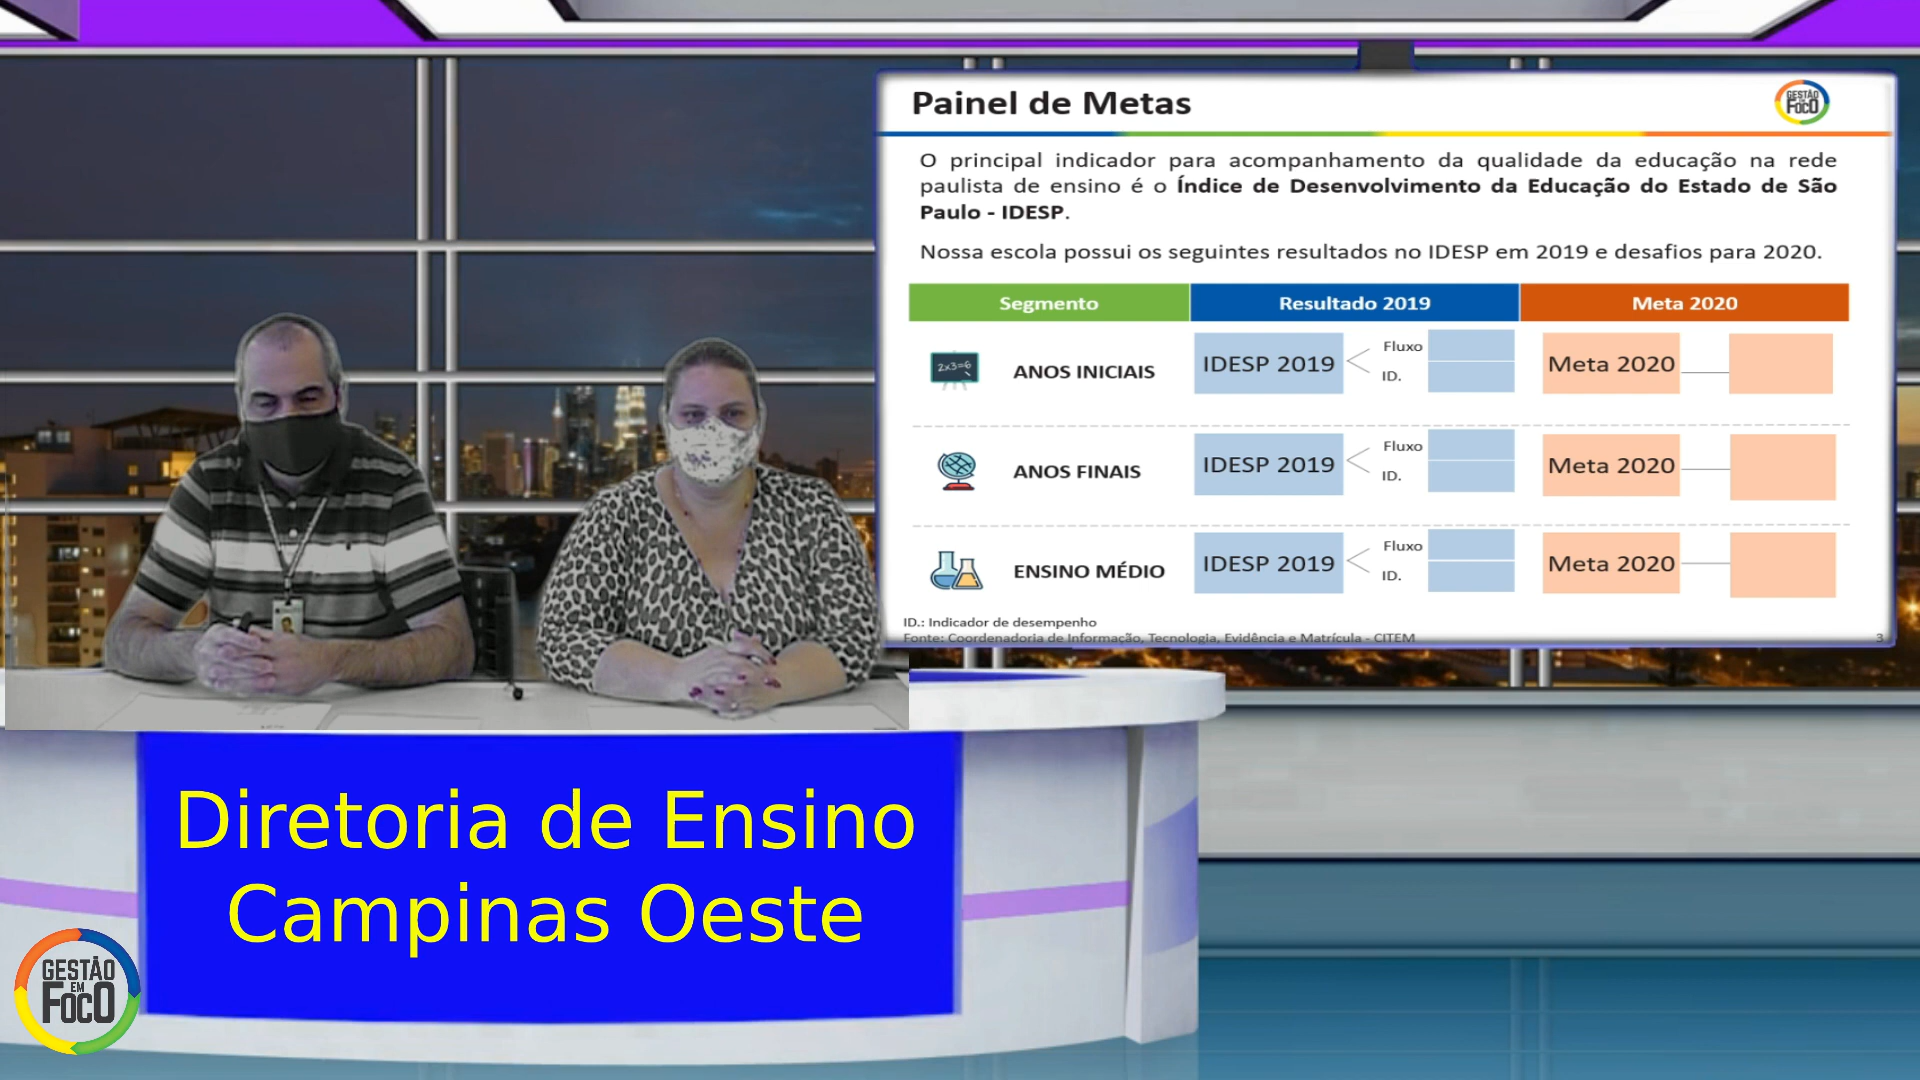 Painel de Metas
GESTÃO
EM
FOCO
O principal indicador para acompanhamento da qualidade da educação na rede
paulista de ensino é o Índice de Desenvolvimento da Educação do Estado de São
Paulo - IDESP.
Nossa escola possui os seguintes resultados no IDESP em 2019 e desafios para 2020.
Segmento
Resultado 2019
Meta 2020
2x3=6
ANOS INICIAIS
IDESP 2019
Fluxo
ID.
Meta 2020
ANOS FINAIS
IDESP 2019
Fluxo
ID.
Meta 2020
ENSINO MÉDIO
IDESP 2019
Fluxo
ID.
Meta 2020
ID.: Indicador de desempenho
Fonte: Coordenadoria de Informação, Tecnologia, Evidência e Matrícula - CITEM
3
Diretoria de Ensino
Campinas Oeste
GESTÃO
EM
FOCO